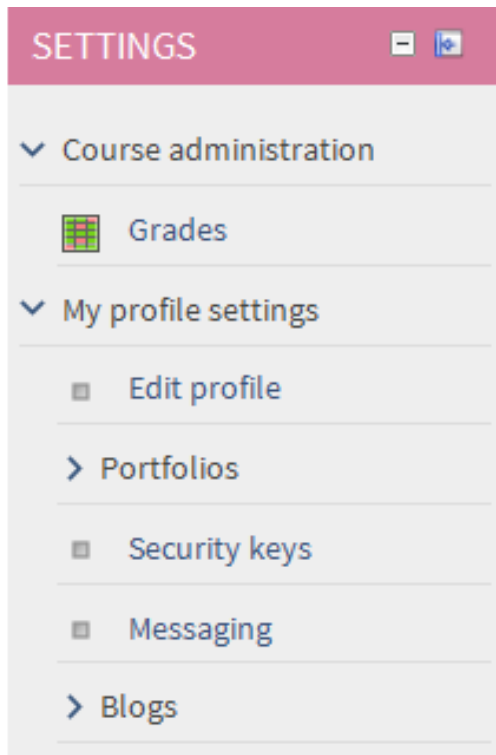 SETTINGS
Course administration
Grades
My profile settings
Edit profile
Portfolios
Security keys
Messaging
Blogs